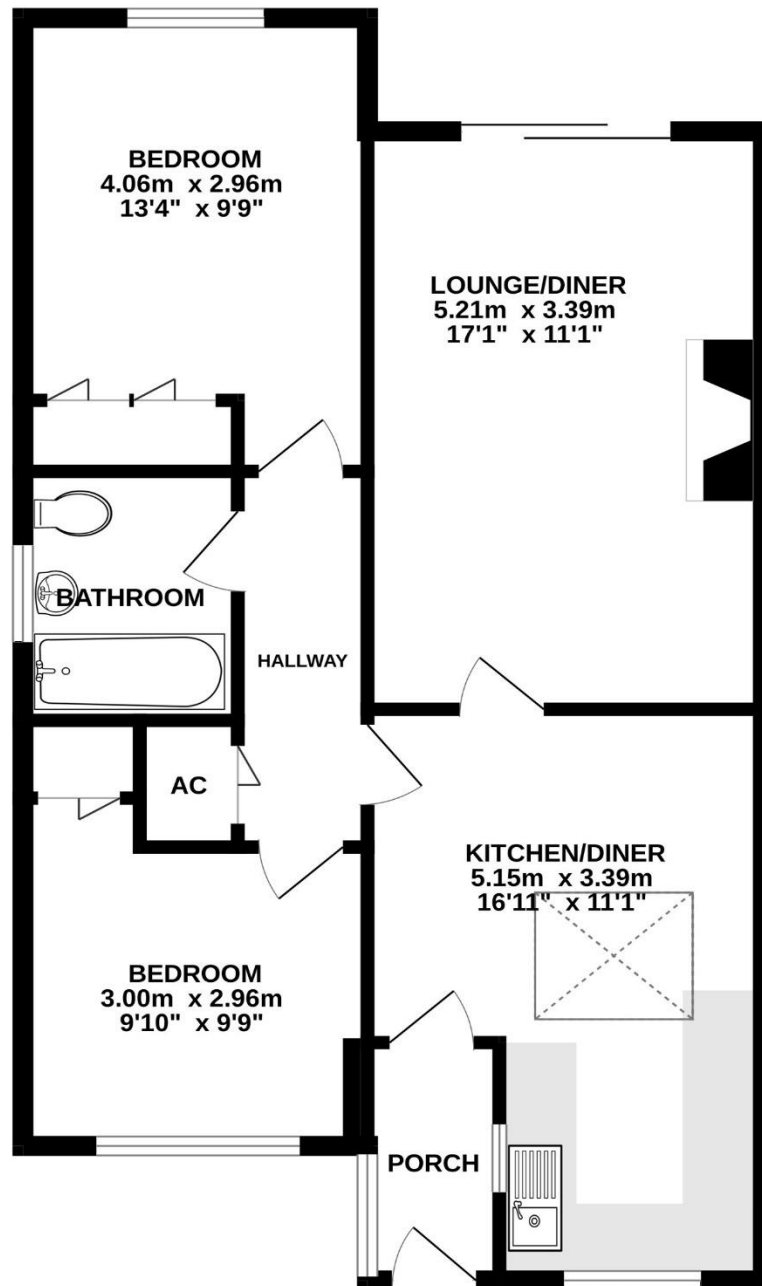 BEDROOM
4.06m x 2.96m
13'4" x 9'9"
LOUNGE/DINER
5.21m x 3.39m
17'1" x 11'1"
BATHROOM
HALLWAY
AC
KITCHEN/DINER
5.15m x 3.39m
16'11" x 11'1"
BEDROOM
3.00m x 2.96m
9'10" x 9'9"
PORCH